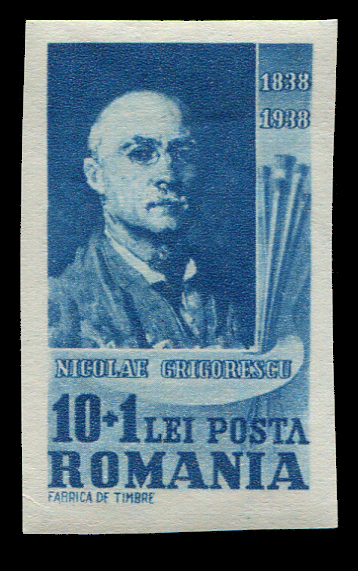 1838
1938
NICOLAE GRIGORESCU
10+1 LEI POSTA
ROMANIA
FABRICA DE TIMBRE